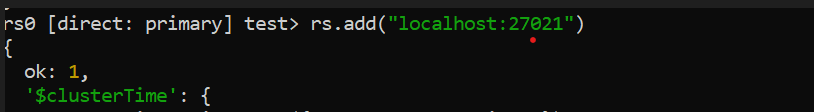 rs0 [direct: primary] test> rs.add("localhost:27021")
{
  ok: 1,
  '$clusterTime': {